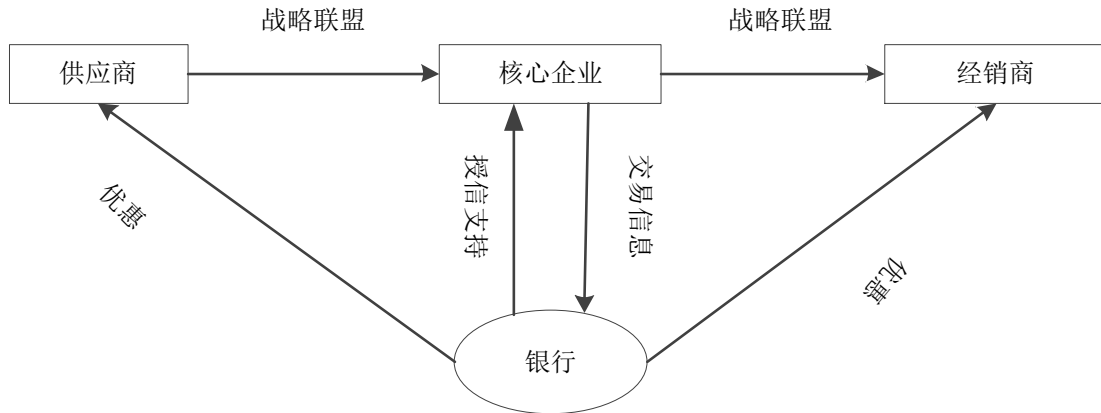 战略联盟
战略联盟
供应商
核心企业
经销商
优惠
授信支持
交易信息
优惠
银行